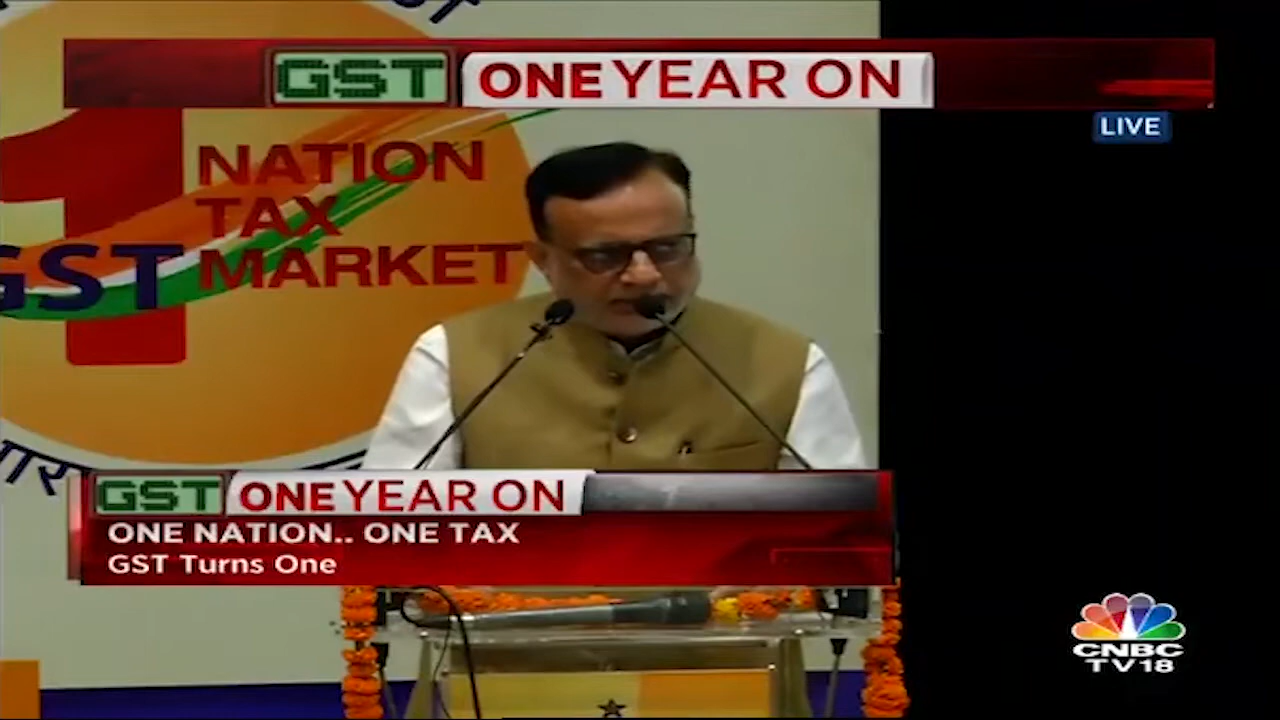 GST ONE YEAR ON
LIVE
1 NATION
TAX
MARKET
GST
GST ONE YEAR ON
ONE NATION.. ONE TAX
GST Turns One
CNBC
TV18